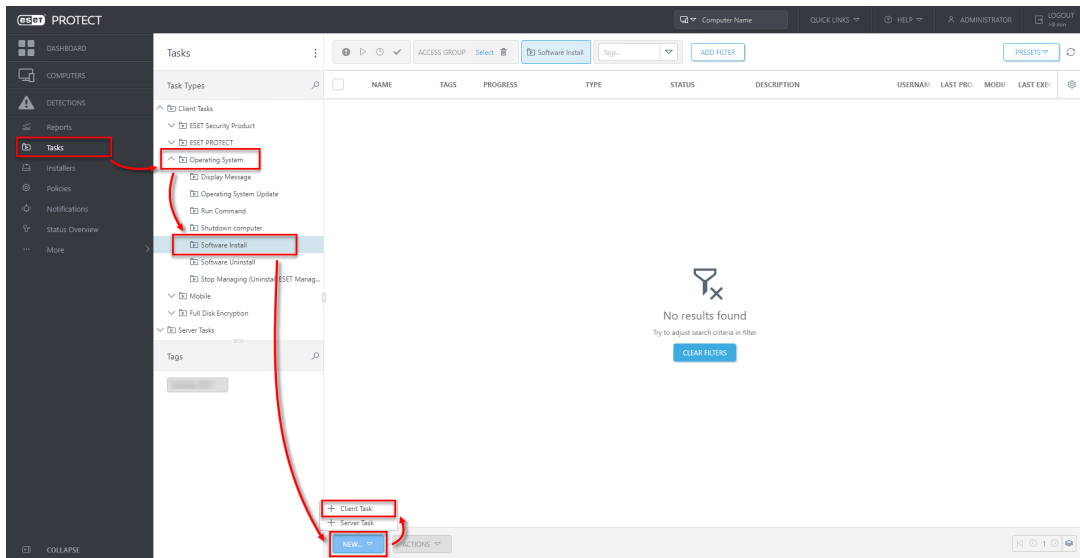 eset PROTECT
Computer Name
QUICK LINKS
HELP
ADMINISTRATOR
LOGOUT
>9 min
DASHBOARD
COMPUTERS
DETECTIONS
Reports
Tasks
Installers
Policies
Notifications
Status Overview
More
COLLAPSE
Tasks
Task Types
Client Tasks
ESET Security Product
ESET PROTECT
Operating System
Display Message
Operating System Update
Run Command
Shutdown computer
Software Install
Software Uninstall
Stop Managing (Uninstall ESET Manag...
Mobile
Full Disk Encryption
Server Tasks
Tags
ACCESS GROUP Select
Software Install
Tags...
ADD FILTER
PRESETS
NAME TAGS PROGRESS TYPE STATUS DESCRIPTION USERNAM LAST PRO MODIF LAST EXEC
No results found
Try to adjust search criteria in filter
CLEAR FILTERS
Client Task
Server Task
NEW...
ACTIONS
1